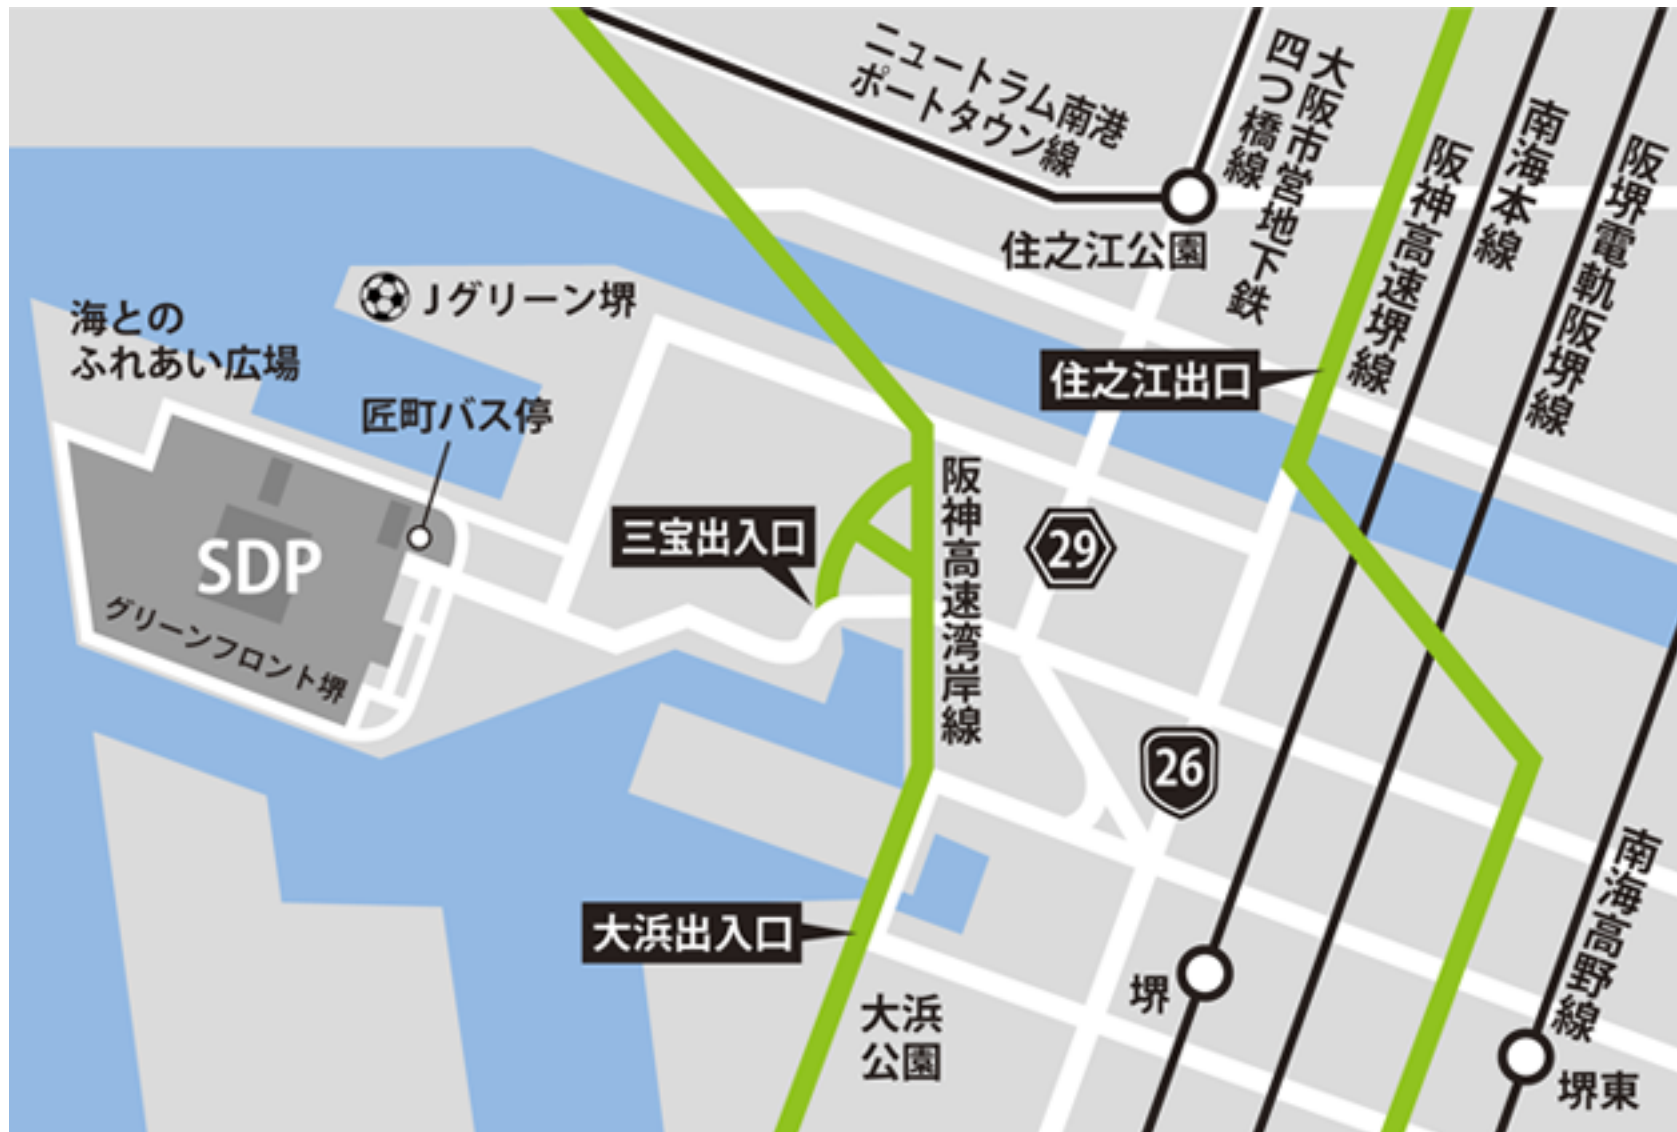 ニュートラム南港
ポートタウン線
大阪市営地下鉄
四つ橋線
住之江公園
阪神高速堺線
南海本線
阪堺電軌阪堺線
海との
ふれあい広場
Jグリーン堺
匠町バス停
住之江出口
三宝出入口
阪神高速湾岸線
29
SDP
グリーンフロント堺
26
大浜出入口
大浜
公園
堺
南海高野線
堺東